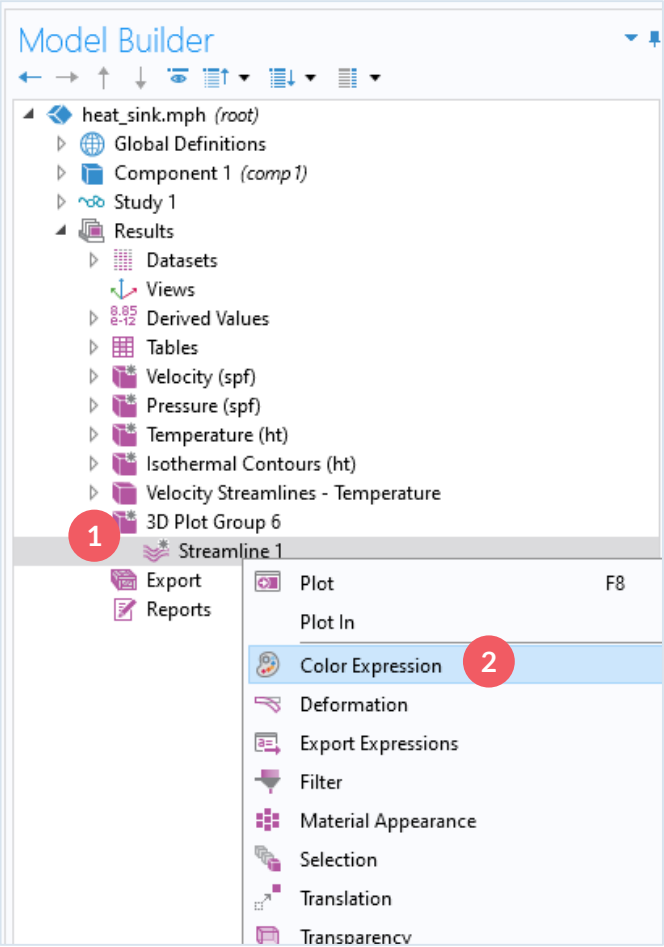 Model Builder
heat_sink.mph (root)
Global Definitions
Component 1 (comp1)
Study 1
Results
Datasets
Views
8.85
e-12
Derived Values
Tables
Velocity (spf)
Pressure (spf)
Temperature (ht)
Isothermal Contours (ht)
Velocity Streamlines - Temperature
3D Plot Group 6
1
Streamline 1
Export
Reports
Plot F8
Plot In
Color Expression 2
Deformation
a= Export Expressions
Filter
Material Appearance
Selection
Translation
Transparency